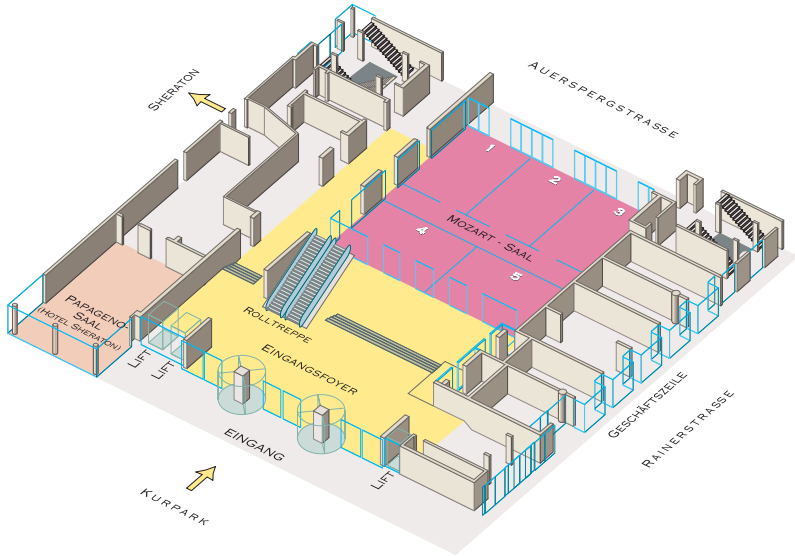 AUERSPERGSTRASSE
SHERATON
1
2
3
MOZART - SAAL
4
5
PAPAGENO-
SAAL
(HOTEL SHERATON)
ROLLTREPPE
EINGANGSFOYER
LIFT
LIFT
GESCHÄFTSZEILE
RAINERSTRASSE
EINGANG
LIFT
KURPARK